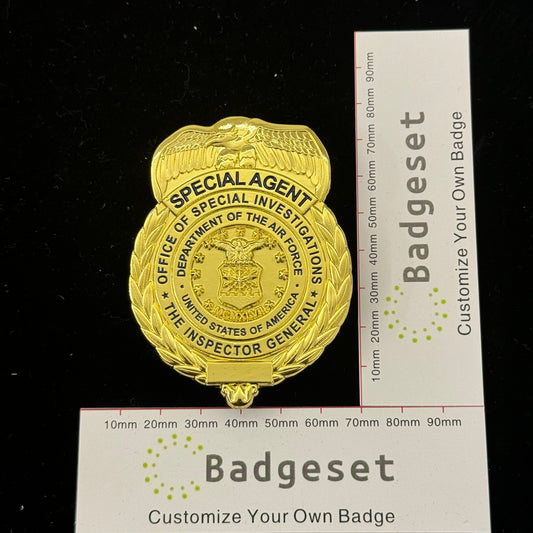 SPECIAL AGENT
OFFICE OF SPECIAL INVESTIGATIONS
★ THE INSPECTOR GENERAL ★
DEPARTMENT OF THE AIR FORCE
• UNITED STATES OF AMERICA •
MCMXLVII
10mm 20mm 30mm 40mm 50mm 60mm 70mm 80mm 90mm
Badgeset
Customize Your Own Badge
10mm 20mm 30mm 40mm 50mm 60mm 70mm 80mm 90mm
Badgeset
Customize Your Own Badge